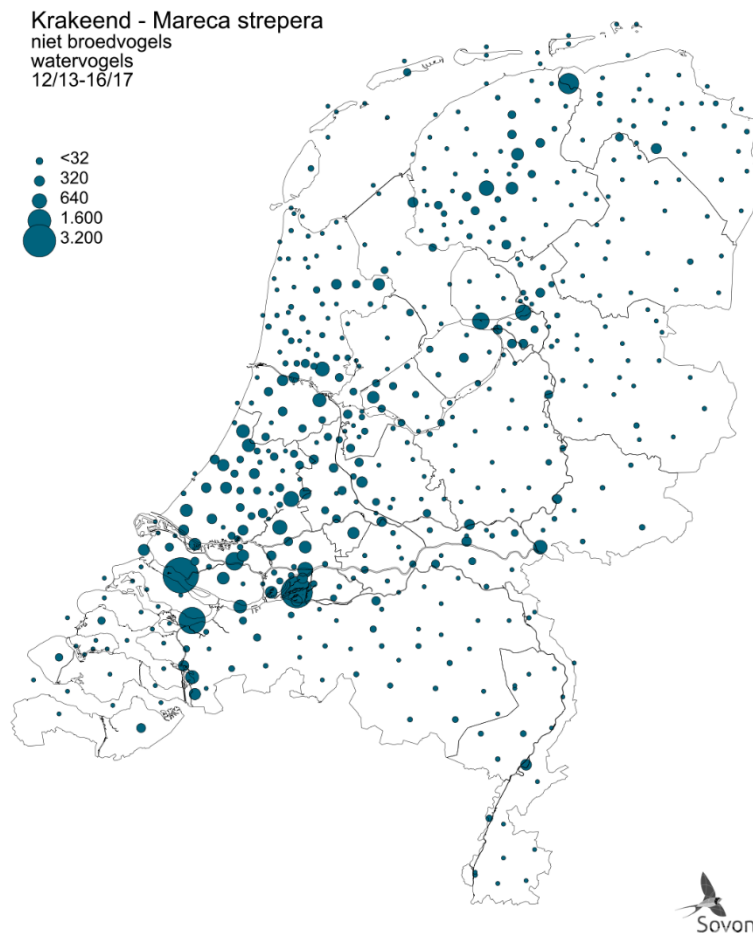 Krakeend - Mareca strepera
niet broedvogels
watervogels
12/13-16/17
<32
320
640
1.600
3.200
Sovon